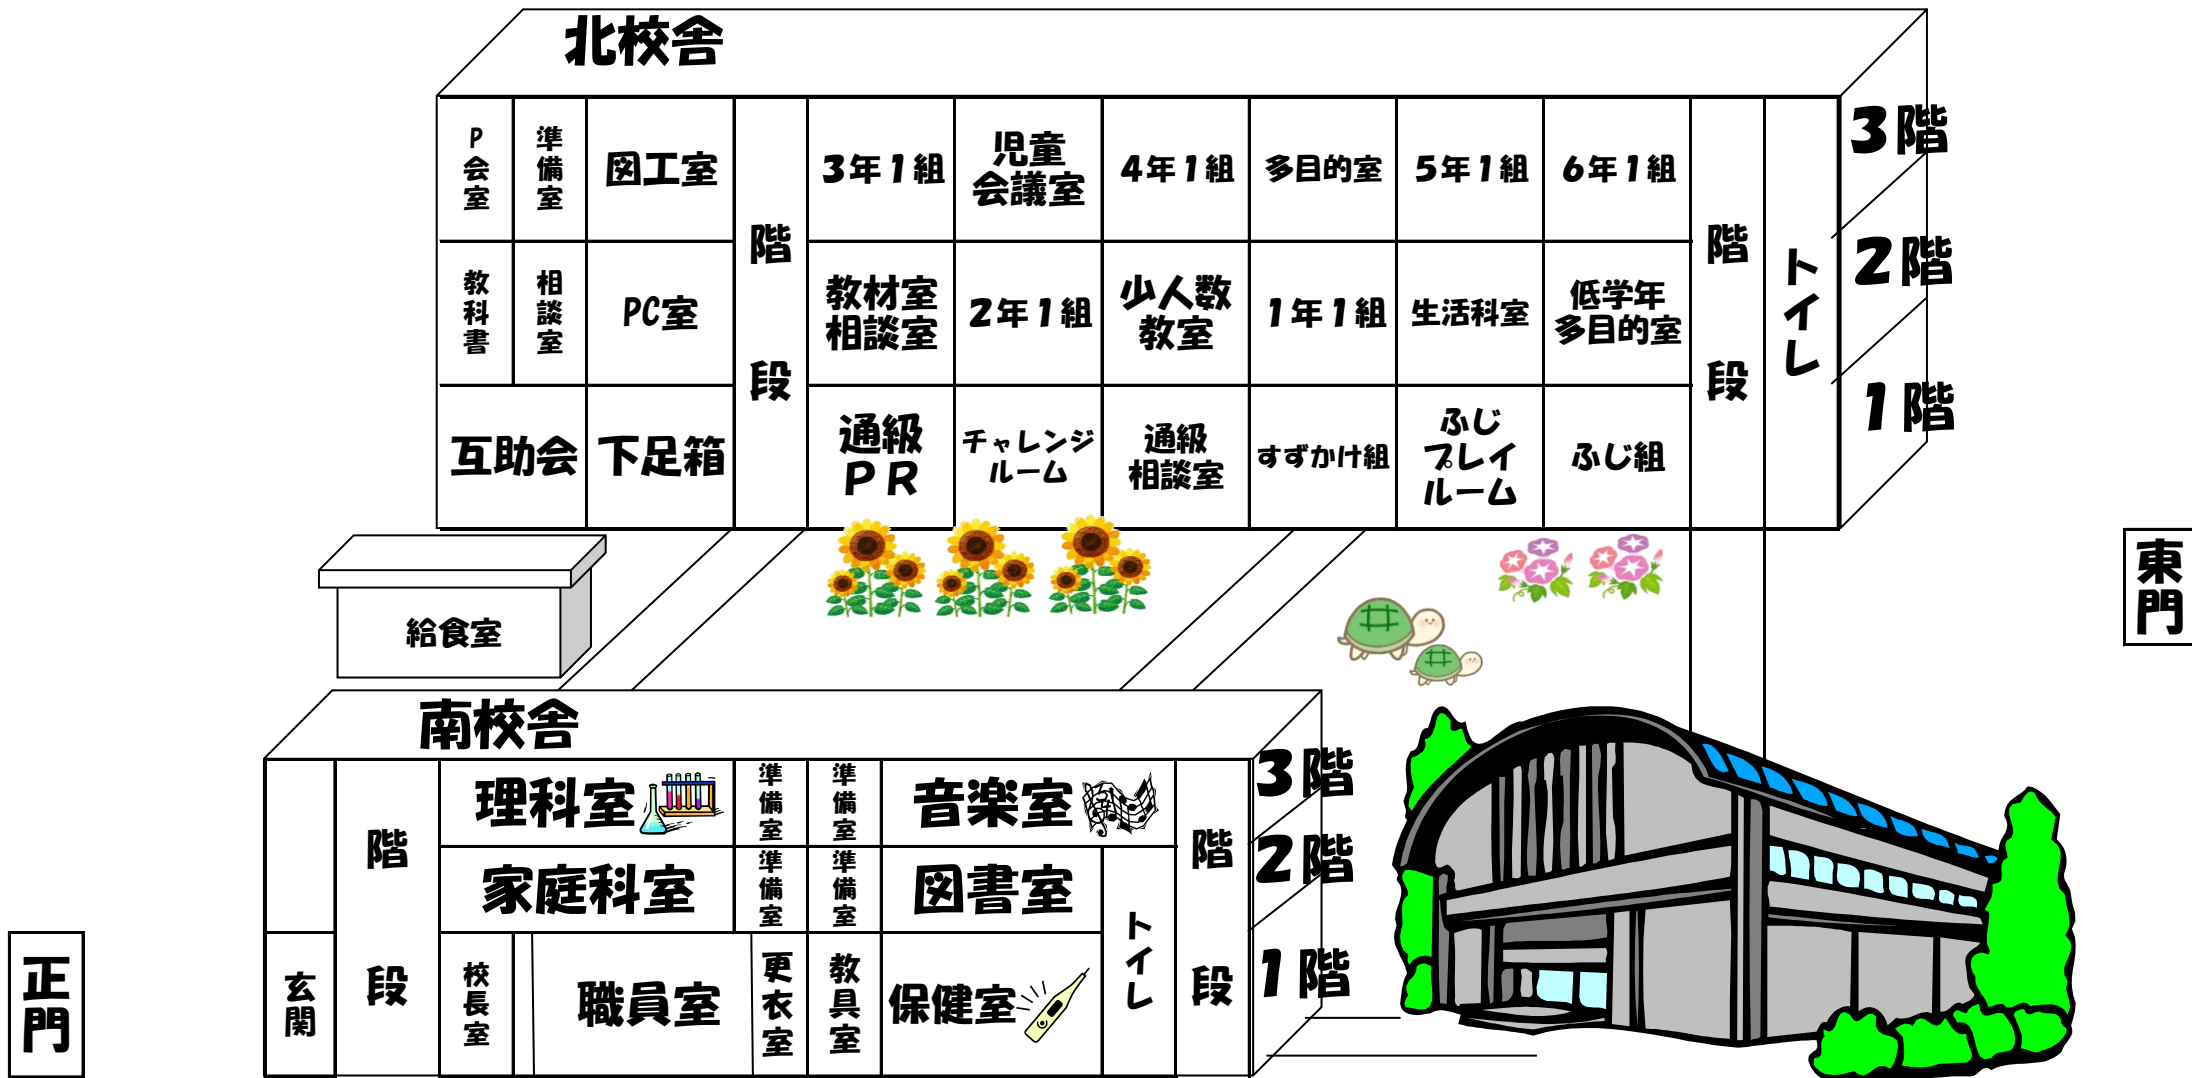 北校舎
P会室
準備室
図工室
階段
3年1組
児童
会議室
4年1組
多目的室
5年1組
6年1組
階段
トイレ
3階
教科書
相談室
PC室
教材室
相談室
2年1組
少人数
教室
1年1組
生活科室
低学年
多目的室
2階
互助会
下足箱
通級
PR
チャレンジ
ルーム
通級
相談室
すずかけ組
ふじ
プレイ
ルーム
ふじ組
1階
東門
給食室
南校舎
階段
理科室
準備室
準備室
音楽室
階段
3階
家庭科室
準備室
準備室
図書室
トイレ
2階
正門
玄関
校長室
職員室
更衣室
教具室
保健室
1階